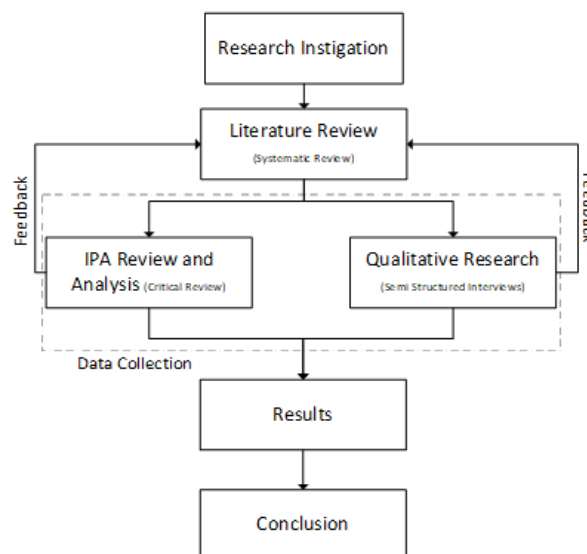 Research Instigation
Literature Review
(Systematic Review)
Feedback
Feedback
IPA Review and
Analysis (Critical Review)
Qualitative Research
(Semi Structured Interviews)
Data Collection
Results
Conclusion